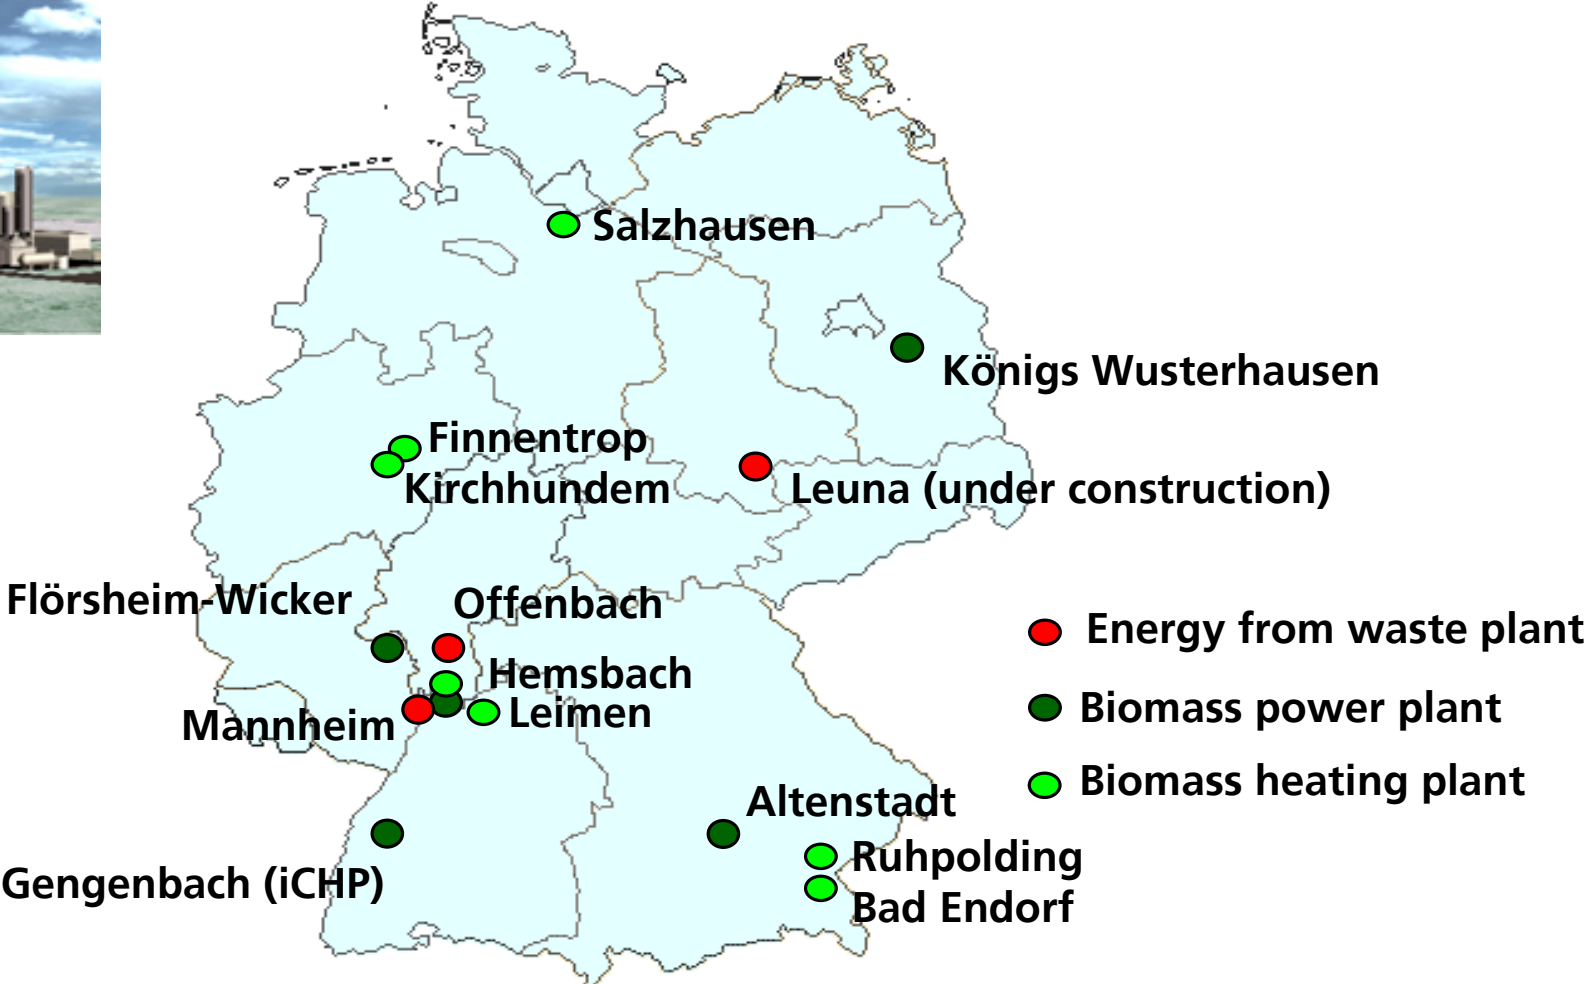 Salzhausen
Königs Wusterhausen
Finnentrop
Kirchhundem
Leuna (under construction)
Flörsheim-Wicker
Offenbach
Energy from waste plant
Hemsbach
Mannheim
Leimen
Biomass power plant
Biomass heating plant
Altenstadt
Ruhpolding
Gengenbach (iCHP)
Bad Endorf